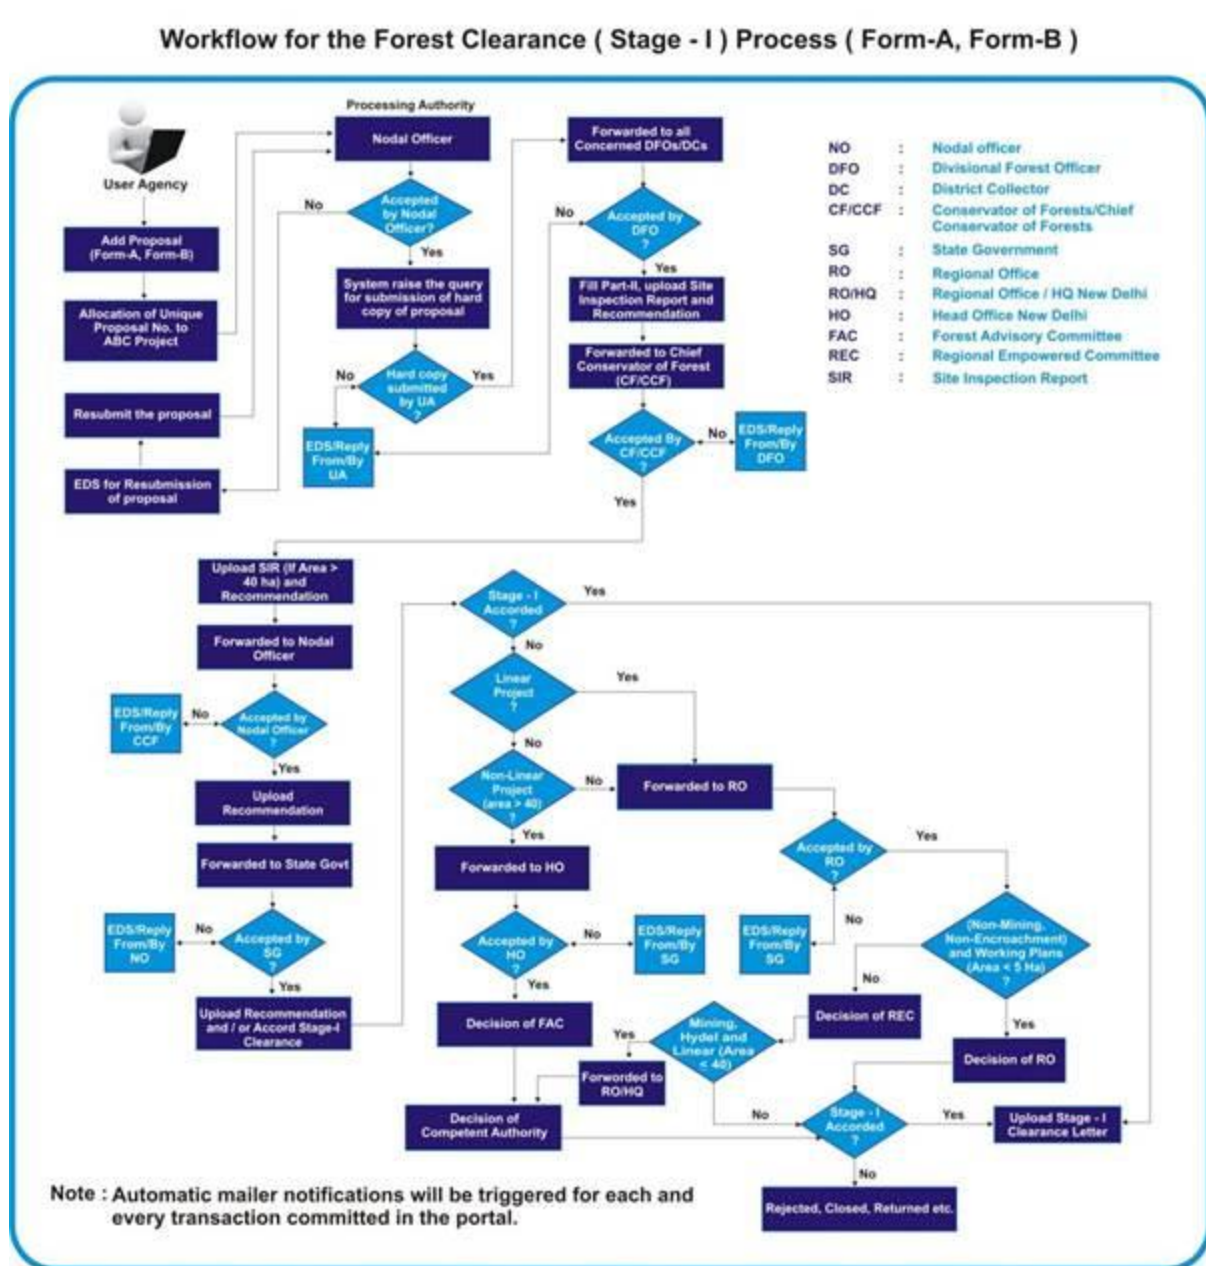 Workflow for the Forest Clearance ( Stage - I ) Process ( Form-A, Form-B )
Processing Authority
User Agency
Add Proposal
(Form-A, Form-B)
Allocation of Unique
Proposal No. to
ABC Project
Resubmit the proposal
EDS for Resubmission
of proposal
Nodal Officer
Accepted
by Nodal
Officer?
No
Yes
System raise the query
for submission of hard
copy of proposal
Hard copy
submitted
by UA
?
No
Yes
EDS/Reply
From/By
UA
Forwarded to all
Concerned DFOs/DCs
Accepted by
DFO
?
No
Yes
Fill Part-II, upload Site
Inspection Report and
Recommendation
Forwarded to Chief
Conservator of Forest
(CF/CCF)
Accepted By
CF/CCF
?
No
EDS/Reply
From/By
DFO
Yes
NO : Nodal officer
DFO : Divisional Forest Officer
DC : District Collector
CF/CCF : Conservator of Forests/Chief
Conservator of Forests
SG : State Government
RO : Regional Office
RO/HQ : Regional Office / HQ New Delhi
HO : Head Office New Delhi
FAC : Forest Advisory Committee
REC : Regional Empowered Committee
SIR : Site Inspection Report
Upload SIR (If Area >
40 ha) and
Recommendation
Forwarded to Nodal
Officer
Accepted by
Nodal Officer
?
No
EDS/Reply
From/By
CCF
Yes
Upload
Recommendation
Forwarded to State Govt
Accepted by
SG
?
No
EDS/Reply
From/By
NO
Yes
Upload Recommendation
and / or Accord Stage-I
Clearance
Stage - I
Accorded
?
Yes
No
Linear
Project
?
Yes
No
Non-Linear
Project
(area > 40)
?
No
Yes
Forwarded to RO
Forwarded to HO
Accepted by
HO
?
No
EDS/Reply
From/By
SG
Yes
Decision of FAC
Accepted by
RO
?
Yes
No
EDS/Reply
From/By
SG
(Non-Mining,
Non-Encroachment)
and Working Plans
(Area < 5 Ha)
?
No
Yes
Decision of REC
Decision of RO
Mining,
Hydel and
Linear (Area
< 40)
Yes
No
Forworded to
RO/HQ
Decision of
Competent Authority
Stage - I
Accorded
?
Yes
No
Upload Stage - I
Clearance Letter
Rejected, Closed, Returned etc.
Note : Automatic mailer notifications will be triggered for each and
every transaction committed in the portal.